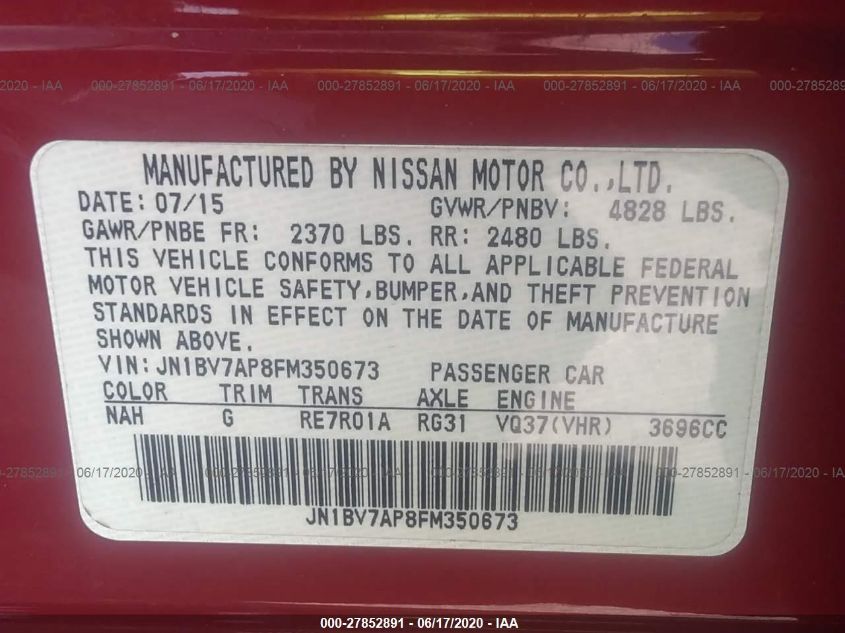 000-27852891 - 06/17/2020 - IAA
MANUFACTURED BY NISSAN MOTOR CO.,LTD.
DATE: 07/15 GVWR/PNBV: 4828 LBS.
GAWR/PNBE FR: 2370 LBS. RR: 2480 LBS.
THIS VEHICLE CONFORMS TO ALL APPLICABLE FEDERAL
MOTOR VEHICLE SAFETY,BUMPER,AND THEFT PREVENTION
STANDARDS IN EFFECT ON THE DATE OF MANUFACTURE
SHOWN ABOVE.
VIN:JN1BV7AP8FM350673 PASSENGER CAR
COLOR TRIM TRANS AXLE ENGINE
NAH G RE7R01A RG31 VQ37(VHR) 3696CC
000-27852891 - 06/17/2020 - IAA
JN1BV7AP8FM350673
000-27852891 - 06/17/2020 - IAA